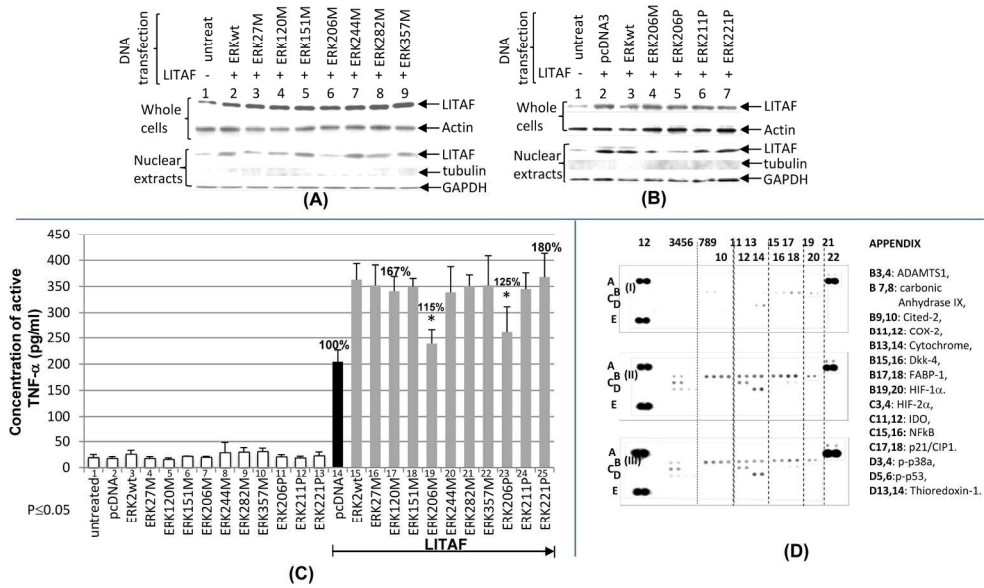 DNA transfection
untreat ERKwt ERK27M ERK120M ERK151M ERK206M ERK244M ERK282M ERK357M
LITAF - + + + + + + + +
1 2 3 4 5 6 7 8 9
Whole cells
LITAF
Actin
Nuclear extracts
LITAF
tubulin
GAPDH
(A)
DNA transfection
untreat pcDNA3 ERKwt ERK206M ERK206P ERK211P ERK221P
LITAF - + + + + + +
1 2 3 4 5 6 7
Whole cells
LITAF
Actin
Nuclear extracts
LITAF
tubulin
GAPDH
(B)
Concentration of active
TNF-α (pg/ml)
450
400
350
300
250
200
150
100
50
0
100%
167%
115%
*
125%
*
180%
1 2 3 4 5 6 7 8 9 10 11 12 13 14 15 16 17 18 19 20 21 22 23 24 25
P≤0.05
untreated pcDNA ERK2wt ERK27M ERK120M ERK151M ERK206M ERK244M ERK282M ERK357M ERK206P ERK211P ERK221P pcDNA ERK2wt ERK27M ERK120M ERK151M ERK206M ERK244M ERK282M ERK357M ERK206P ERK211P ERK221P
LITAF
(C)
12 3456 789 11 13 15 17 19 21
10 12 14 16 18 20 22
A
B (I)
C
D
E
A
B (II)
C
D
E
A
B (III)
C
D
E
(D)
APPENDIX
B3,4: ADAMTS1,
B 7,8: carbonic
Anhydrase IX,
B9,10: Cited-2,
D11,12: COX-2,
B13,14: Cytochrome,
B15,16: Dkk-4,
B17,18: FABP-1,
B19,20: HIF-1α.
C3,4: HIF-2α,
C11,12: IDO,
C15,16: NFkB
C17,18: p21/CIP1.
D3,4: p-p38a,
D5,6:p-p53,
D13,14: Thioredoxin-1.